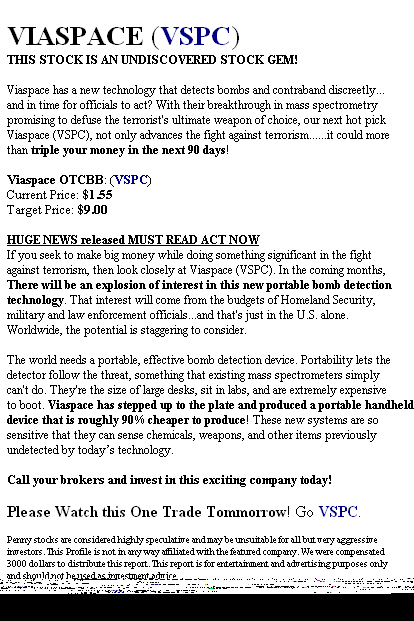 VIASPACE (VSPC)
THIS STOCK IS AN UNDISCOVERED STOCK GEM!
Viaspace has a new technology that detects bombs and contraband discreetly...
and in time for officials to act? With their breakthrough in mass spectrometry
promising to defuse the terrorist's ultimate weapon of choice, our next hot pick
Viaspace (VSPC), not only advances the fight against terrorism......it could more
than triple your money in the next 90 days!
Viaspace OTCBB: (VSPC)
Current Price: $1.55
Target Price: $9.00
HUGE NEWS released MUST READ ACT NOW
If you seek to make big money while doing something significant in the fight
against terrorism, then look closely at Viaspace (VSPC). In the coming months,
There will be an explosion of interest in this new portable bomb detection
technology. That interest will come from the budgets of Homeland Security,
military and law enforcement officials...and that's just in the U.S. alone.
Worldwide, the potential is staggering to consider.
The world needs a portable, effective bomb detection device. Portability lets the
detector follow the threat, something that existing mass spectrometers simply
can't do. They're the size of large desks, sit in labs, and are extremely expensive
to boot. Viaspace has stepped up to the plate and produced a portable handheld
device that is roughly 90% cheaper to produce! These new systems are so
sensitive that they can sense chemicals, weapons, and other items previously
undetected by today's technology.
Call your brokers and invest in this exciting company today!
Please Watch this One Trade Tommorrow! Go VSPC.
Penny stocks are considered highly speculative and may be unsuitable for all but very aggressive
investors. This Profile is not in any way affiliated with the featured company. We were compensated
3000 dollars to distribute this report. This report is for entertainment and advertising purposes only
and should not be used as investment advice.